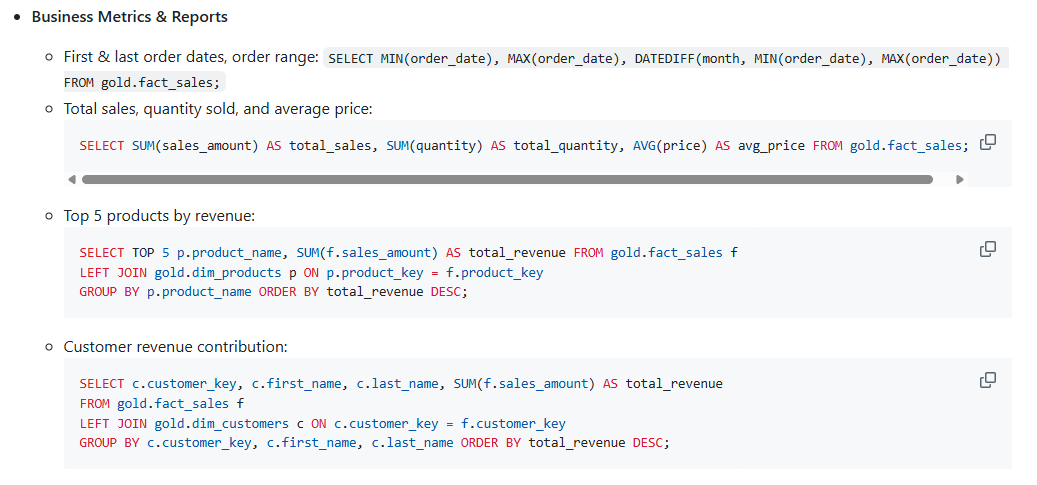 Business Metrics & Reports
First & last order dates, order range: SELECT MIN(order_date), MAX(order_date), DATEDIFF(month, MIN(order_date), MAX(order_date))
FROM gold.fact_sales;
Total sales, quantity sold, and average price:
SELECT SUM(sales_amount) AS total_sales, SUM(quantity) AS total_quantity, AVG(price) AS avg_price FROM gold.fact_sales;
Top 5 products by revenue:
SELECT TOP 5 p.product_name, SUM(f.sales_amount) AS total_revenue FROM gold.fact_sales f
LEFT JOIN gold.dim_products p ON p.product_key = f.product_key
GROUP BY p.product_name ORDER BY total_revenue DESC;
Customer revenue contribution:
SELECT c.customer_key, c.first_name, c.last_name, SUM(f.sales_amount) AS total_revenue
FROM gold.fact_sales f
LEFT JOIN gold.dim_customers c ON c.customer_key = f.customer_key
GROUP BY c.customer_key, c.first_name, c.last_name ORDER BY total_revenue DESC;